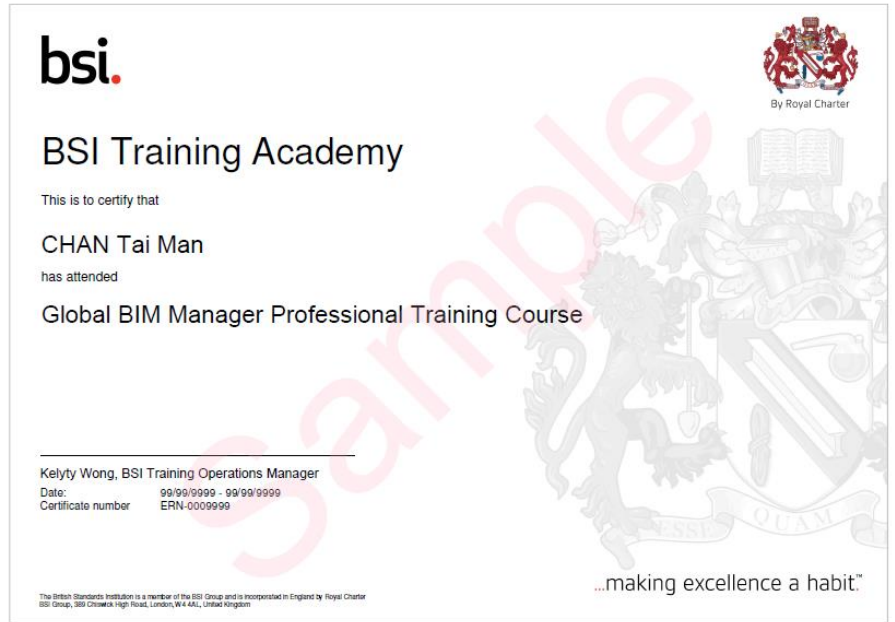 bsi.
By Royal Charter
BSI Training Academy
This is to certify that
CHAN Tai Man
has attended
Global BIM Manager Professional Training Course
Sample
Kelyty Wong, BSI Training Operations Manager
Date: 99/99/9999 - 99/99/9999
Certificate number ERN-0009999
ESSE QUAM
...making excellence a habit.™
The British Standards Institution is a member of the BSI Group and is incorporated in England by Royal Charter
BSI Group, 389 Chiswick High Road, London, W4 4AL, United Kingdom